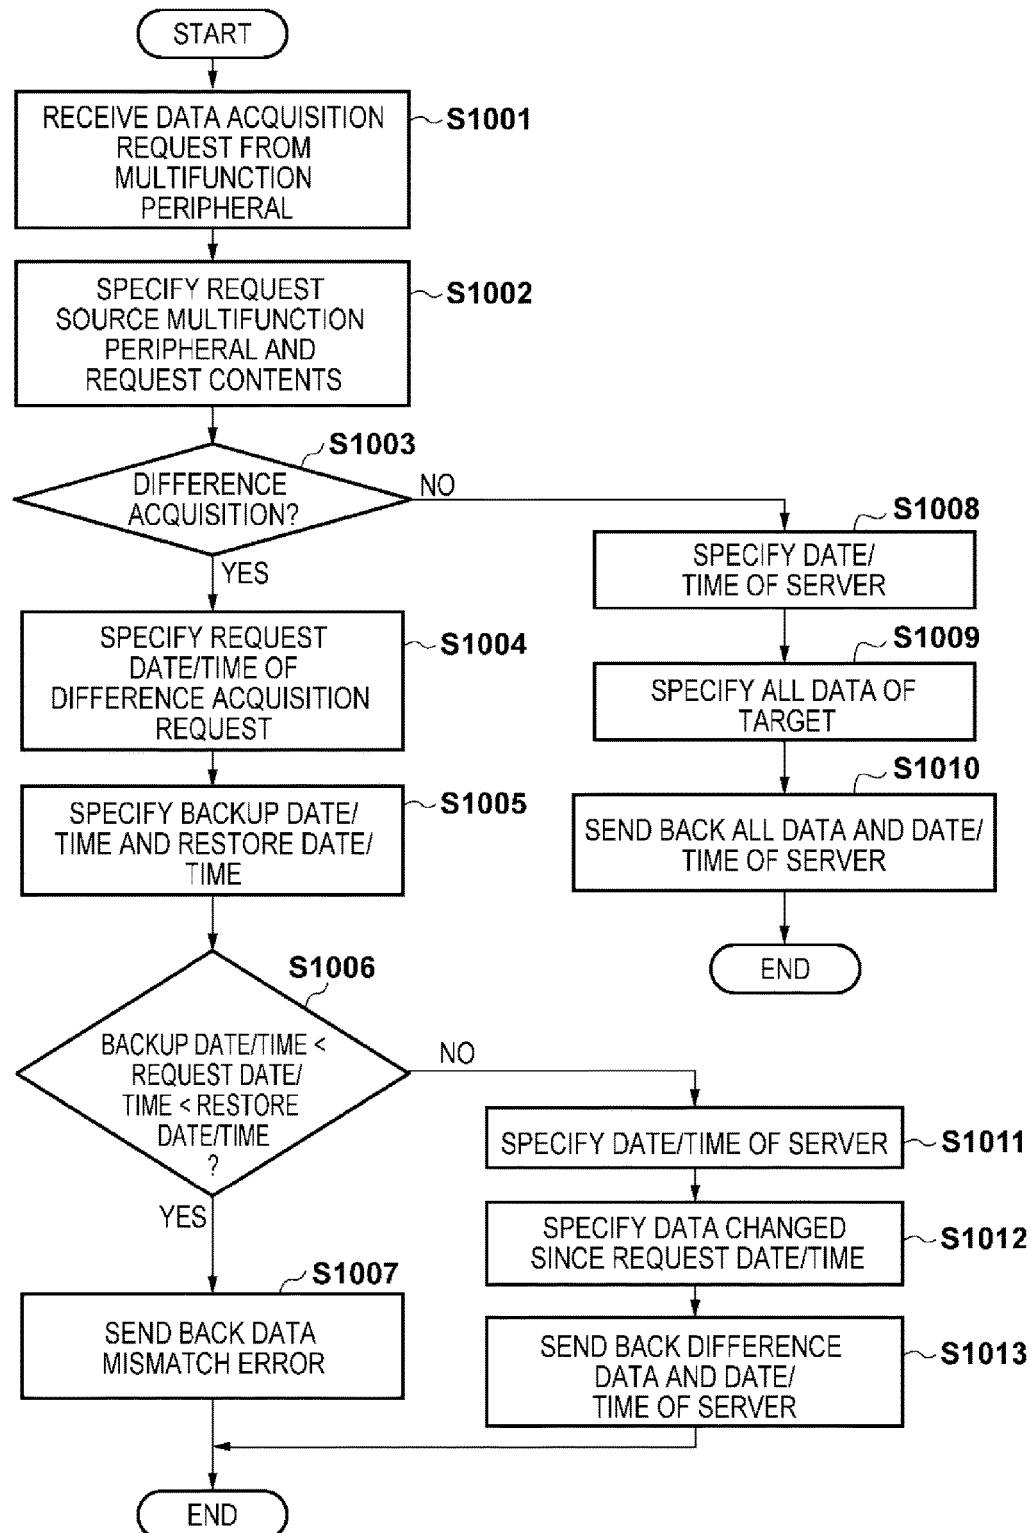 START
RECEIVE DATA ACQUISITION
REQUEST FROM
MULTIFUNCTION
PERIPHERAL
S1001
SPECIFY REQUEST
SOURCE MULTIFUNCTION
PERIPHERAL AND
REQUEST CONTENTS
S1002
S1003
DIFFERENCE
ACQUISITION?
NO
YES
S1008
SPECIFY DATE/
TIME OF SERVER
S1009
SPECIFY ALL DATA OF
TARGET
S1010
SEND BACK ALL DATA AND DATE/
TIME OF SERVER
END
SPECIFY REQUEST
DATE/TIME OF
DIFFERENCE ACQUISITION
REQUEST
S1004
SPECIFY BACKUP DATE/
TIME AND RESTORE DATE/
TIME
S1005
S1006
BACKUP DATE/TIME <
REQUEST DATE/
TIME < RESTORE
DATE/TIME
?
NO
YES
S1007
SEND BACK DATA
MISMATCH ERROR
SPECIFY DATE/TIME OF SERVER
S1011
SPECIFY DATA CHANGED
SINCE REQUEST DATE/TIME
S1012
SEND BACK DIFFERENCE
DATA AND DATE/
TIME OF SERVER
S1013
END